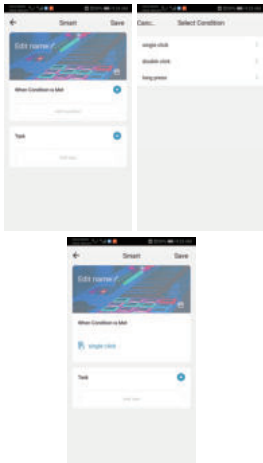 Smart Save
Edit name
When Condition is Met
Task
Canc... Select Condition
single click
double click
long press
Smart Save
Edit name
When Condition is Met
single click
Task